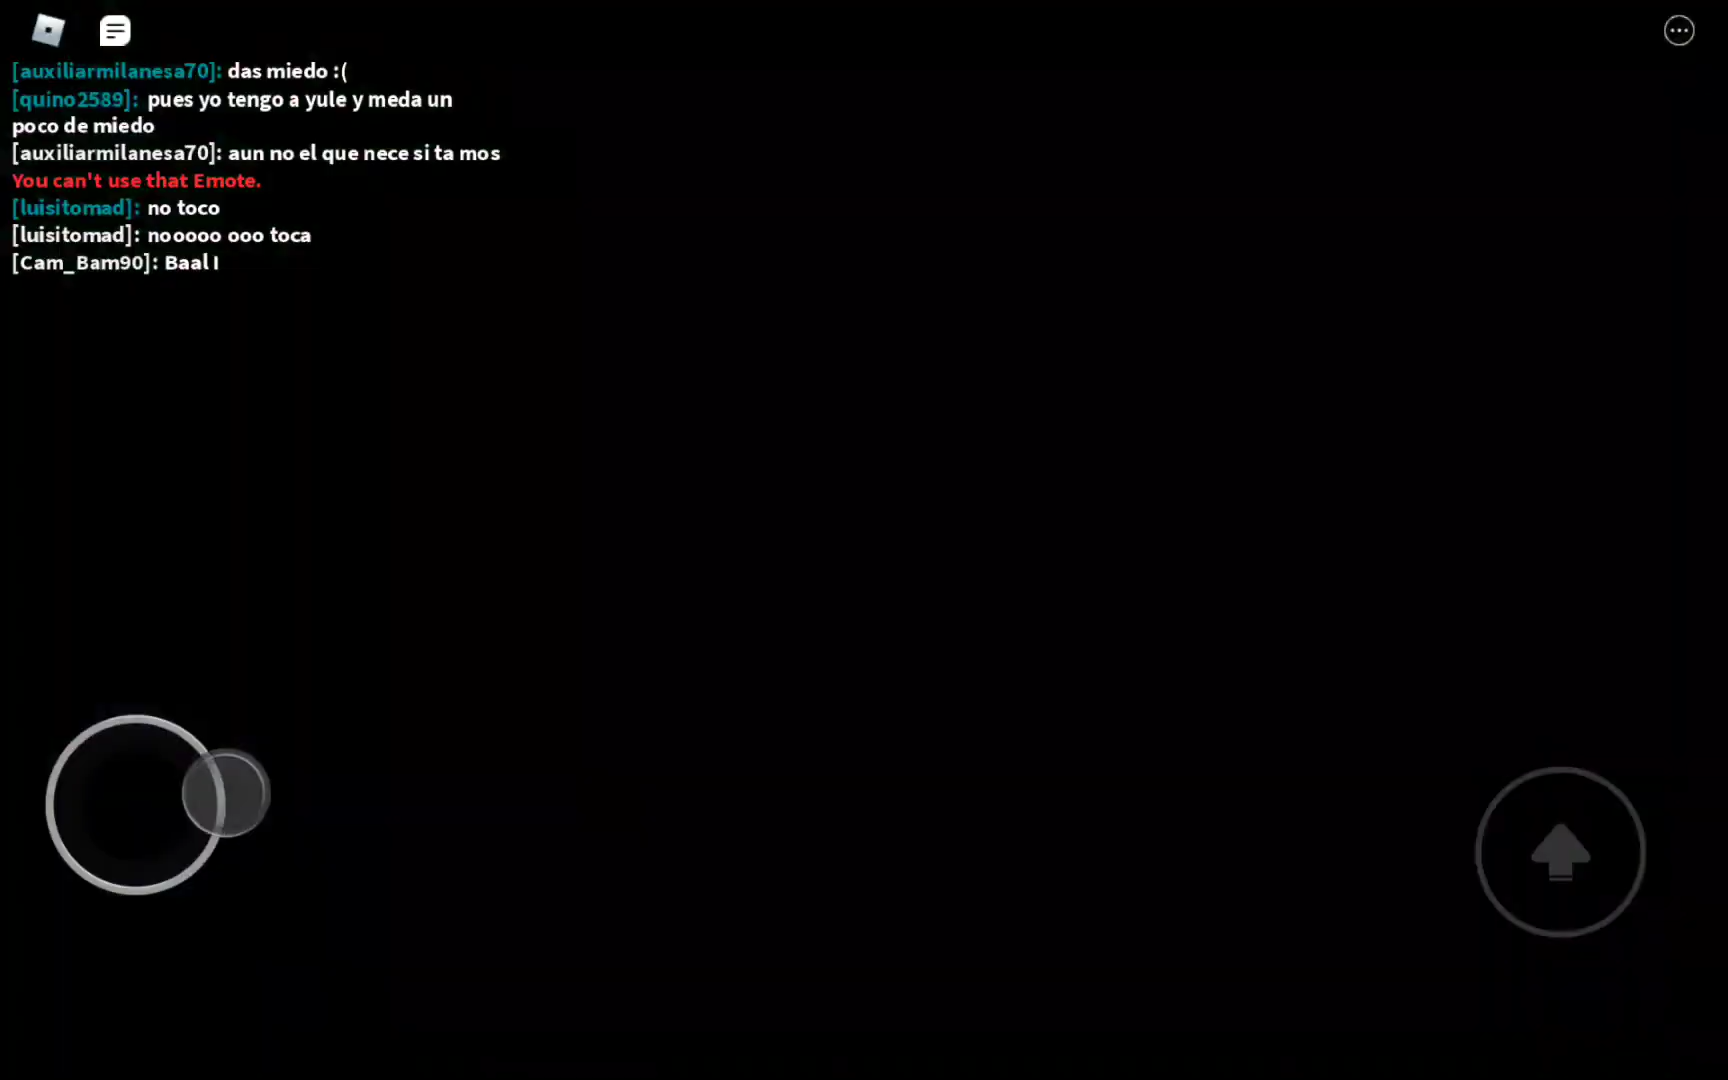 [auxiliarmilanesa70]: das miedo :(
[quino2589]: pues yo tengo a yule y meda un
poco de miedo
[auxiliarmilanesa70]: aun no el que nece si ta mos
You can't use that Emote.
[luisitomad]: no toco
[luisitomad]: nooooo ooo toca
[Cam_Bam90]: Baal I